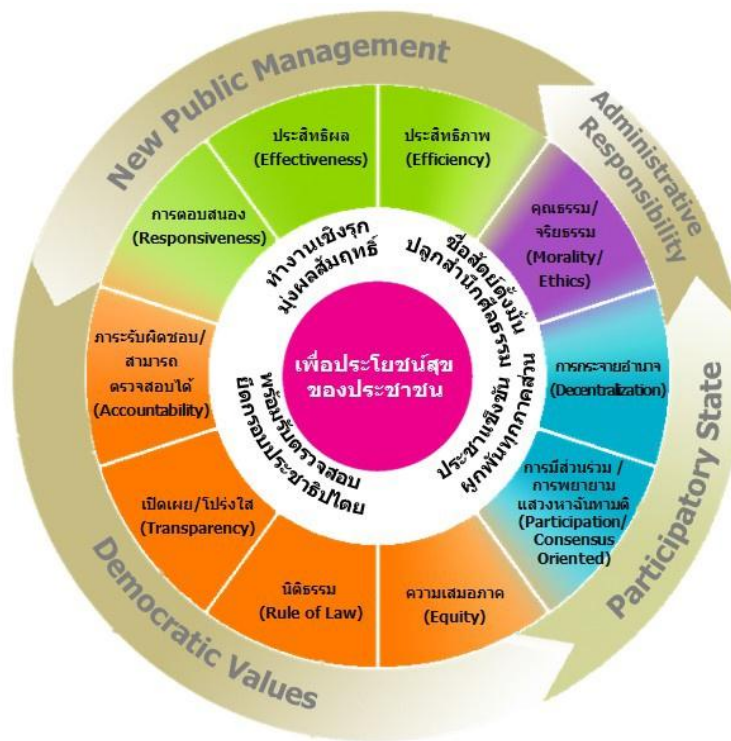 New Public Management
Administrative
Responsibility
Participatory State
Democratic Values
ประสิทธิผล
(Effectiveness)
ประสิทธิภาพ
(Efficiency)
คุณธรรม/
จริยธรรม
(Morality/
Ethics)
การกระจายอำนาจ
(Decentralization)
การมีส่วนร่วม /
การพยายาม
แสวงหาฉันทามติ
(Participation/
Consensus
Oriented)
ความเสมอภาค
(Equity)
นิติธรรม
(Rule of Law)
เปิดเผย/โปร่งใส
(Transparency)
ภาระรับผิดชอบ/
สามารถ
ตรวจสอบได้
(Accountability)
การตอบสนอง
(Responsiveness)
ทำงานเชิงรุก
มุ่งผลสัมฤทธิ์
ซื่อสัตย์ตั้งมั่น
ปลูกสำนึกศีลธรรม
ประชาแข็งขัน
ผูกพันทุกภาคส่วน
พร้อมรับตรวจสอบ
ยึดกรอบประชาธิปไตย
เพื่อประโยชน์สุข
ของประชาชน